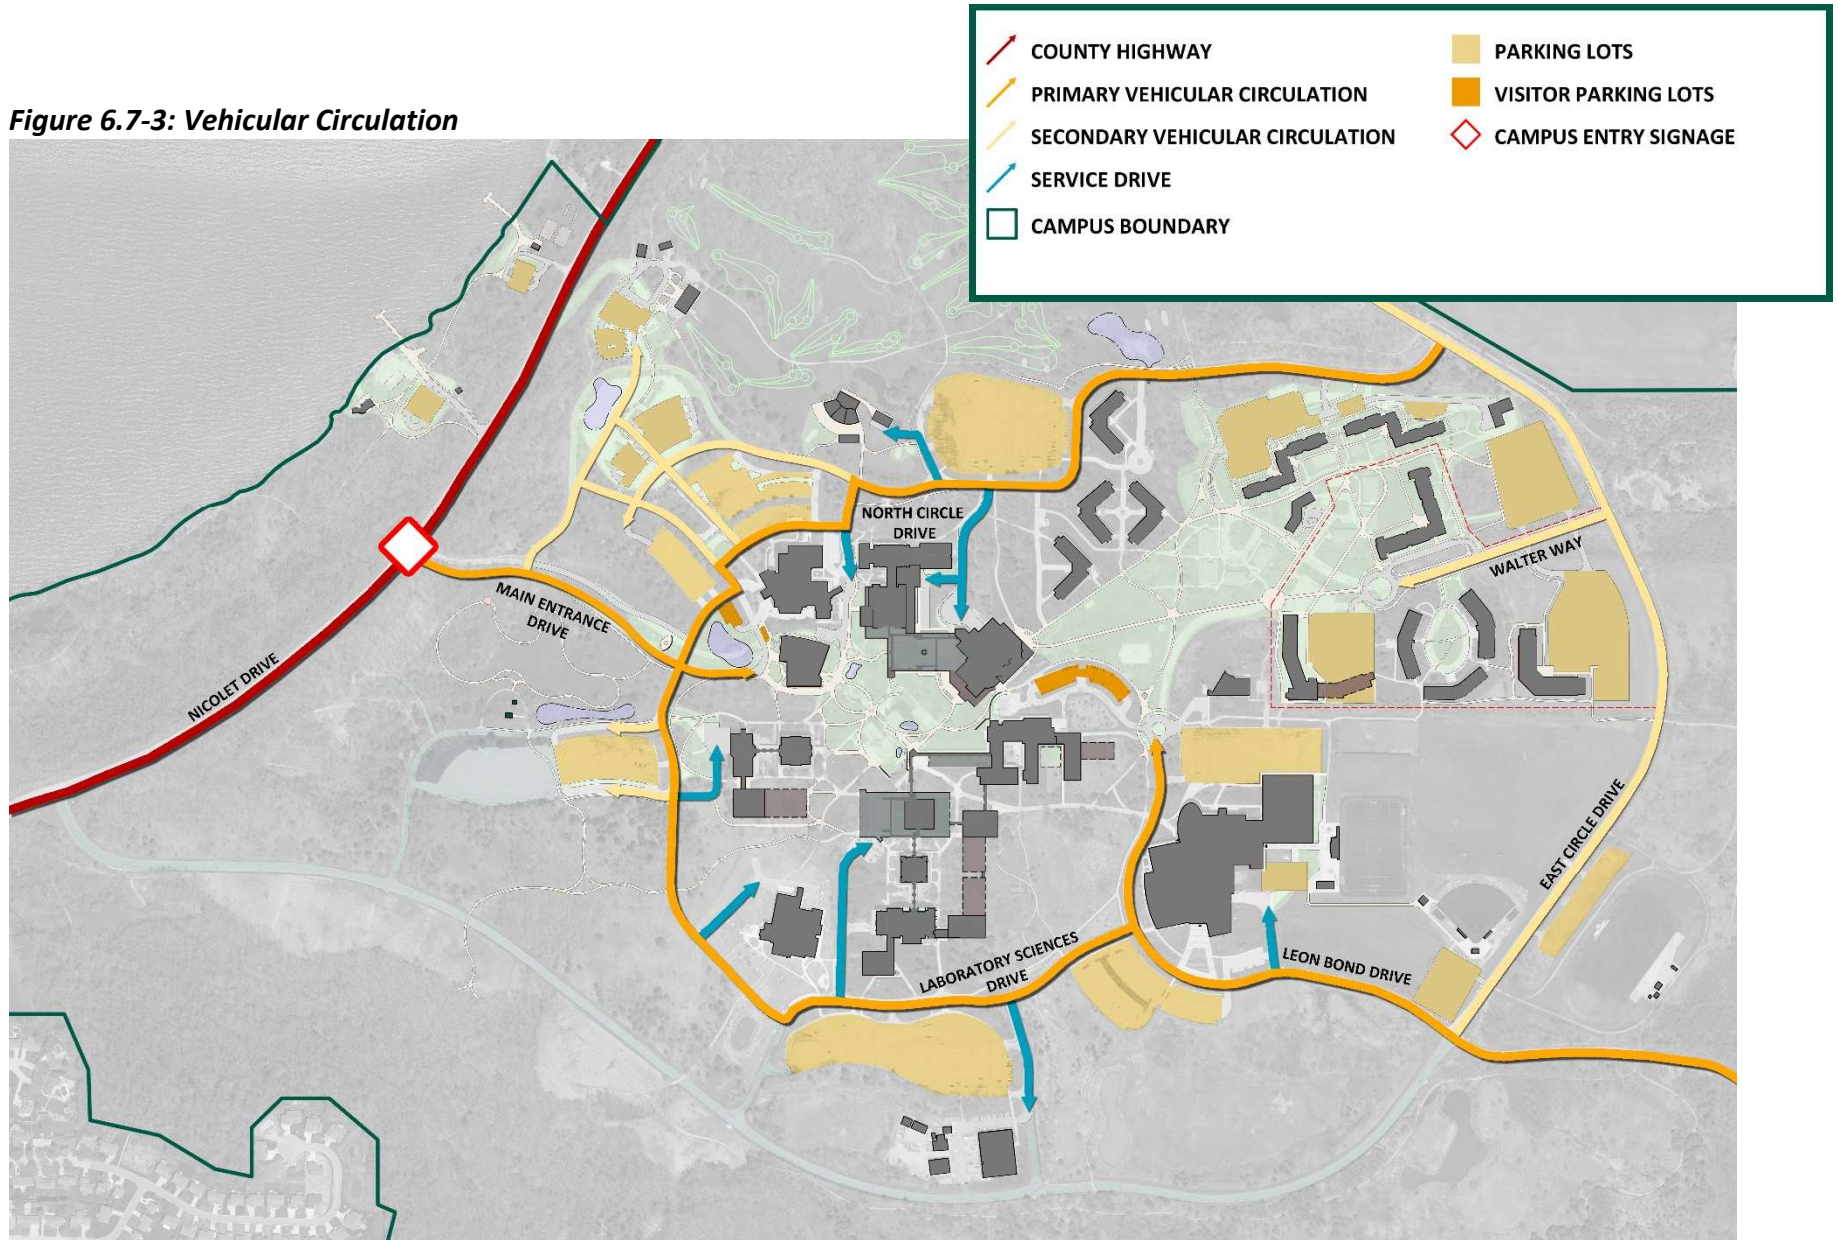 COUNTY HIGHWAY
PRIMARY VEHICULAR CIRCULATION
SECONDARY VEHICULAR CIRCULATION
SERVICE DRIVE
CAMPUS BOUNDARY
PARKING LOTS
VISITOR PARKING LOTS
CAMPUS ENTRY SIGNAGE
Figure 6.7-3: Vehicular Circulation
NORTH CIRCLE
DRIVE
WALTER WAY
MAIN ENTRANCE
DRIVE
NICOLET DRIVE
EAST CIRCLE DRIVE
LABORATORY SCIENCES
DRIVE
LEON BOND DRIVE